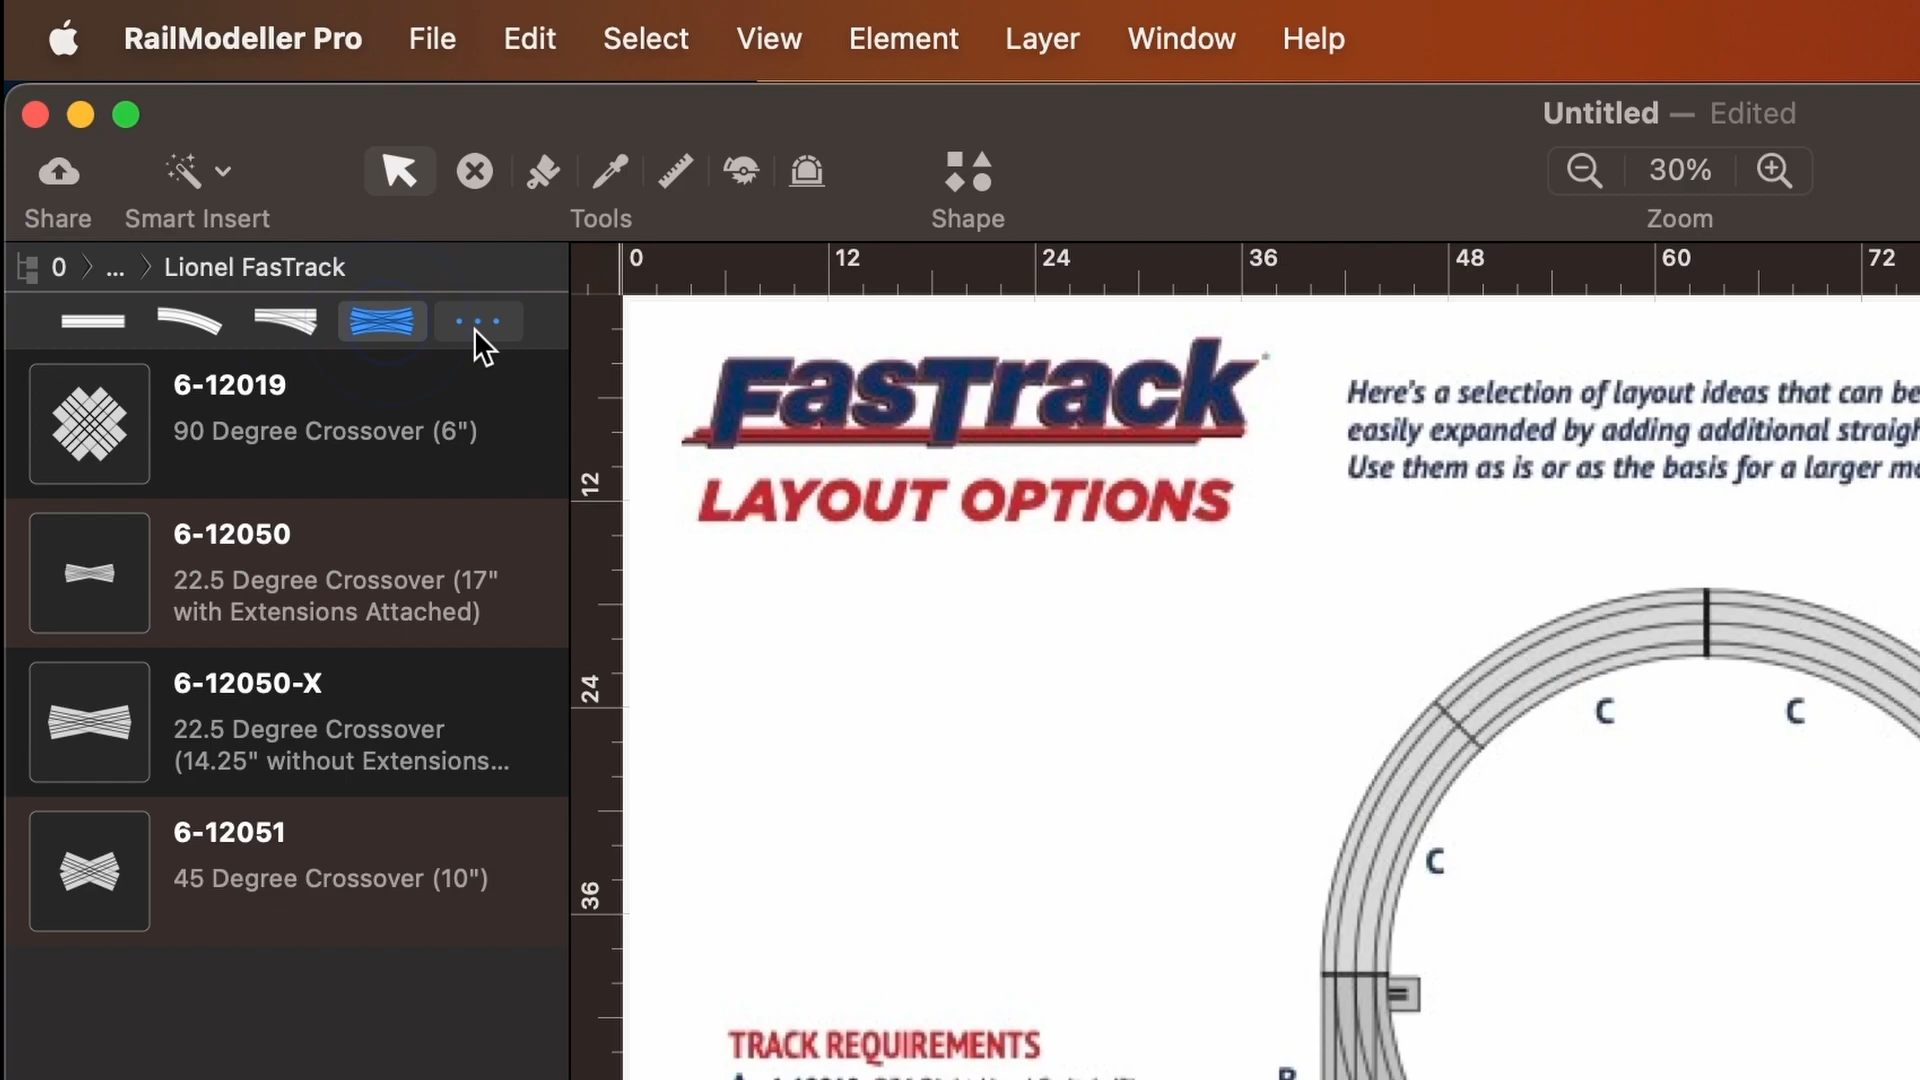 RailModeller Pro File Edit Select View Element Layer Window Help
Untitled — Edited
30%
Share Smart Insert Tools Shape Zoom
0 ... Lionel FasTrack
0 12 24 36 48 60 72
6-12019
90 Degree Crossover (6")
6-12050
22.5 Degree Crossover (17"
with Extensions Attached)
6-12050-X
22.5 Degree Crossover
(14.25" without Extensions...
6-12051
45 Degree Crossover (10")
12
24
36
FasTrack
LAYOUT OPTIONS
Here's a selection of layout ideas that can be
easily expanded by adding additional
Use them as is or as the basis for a larger
C C
C
TRACK REQUIREMENTS
B